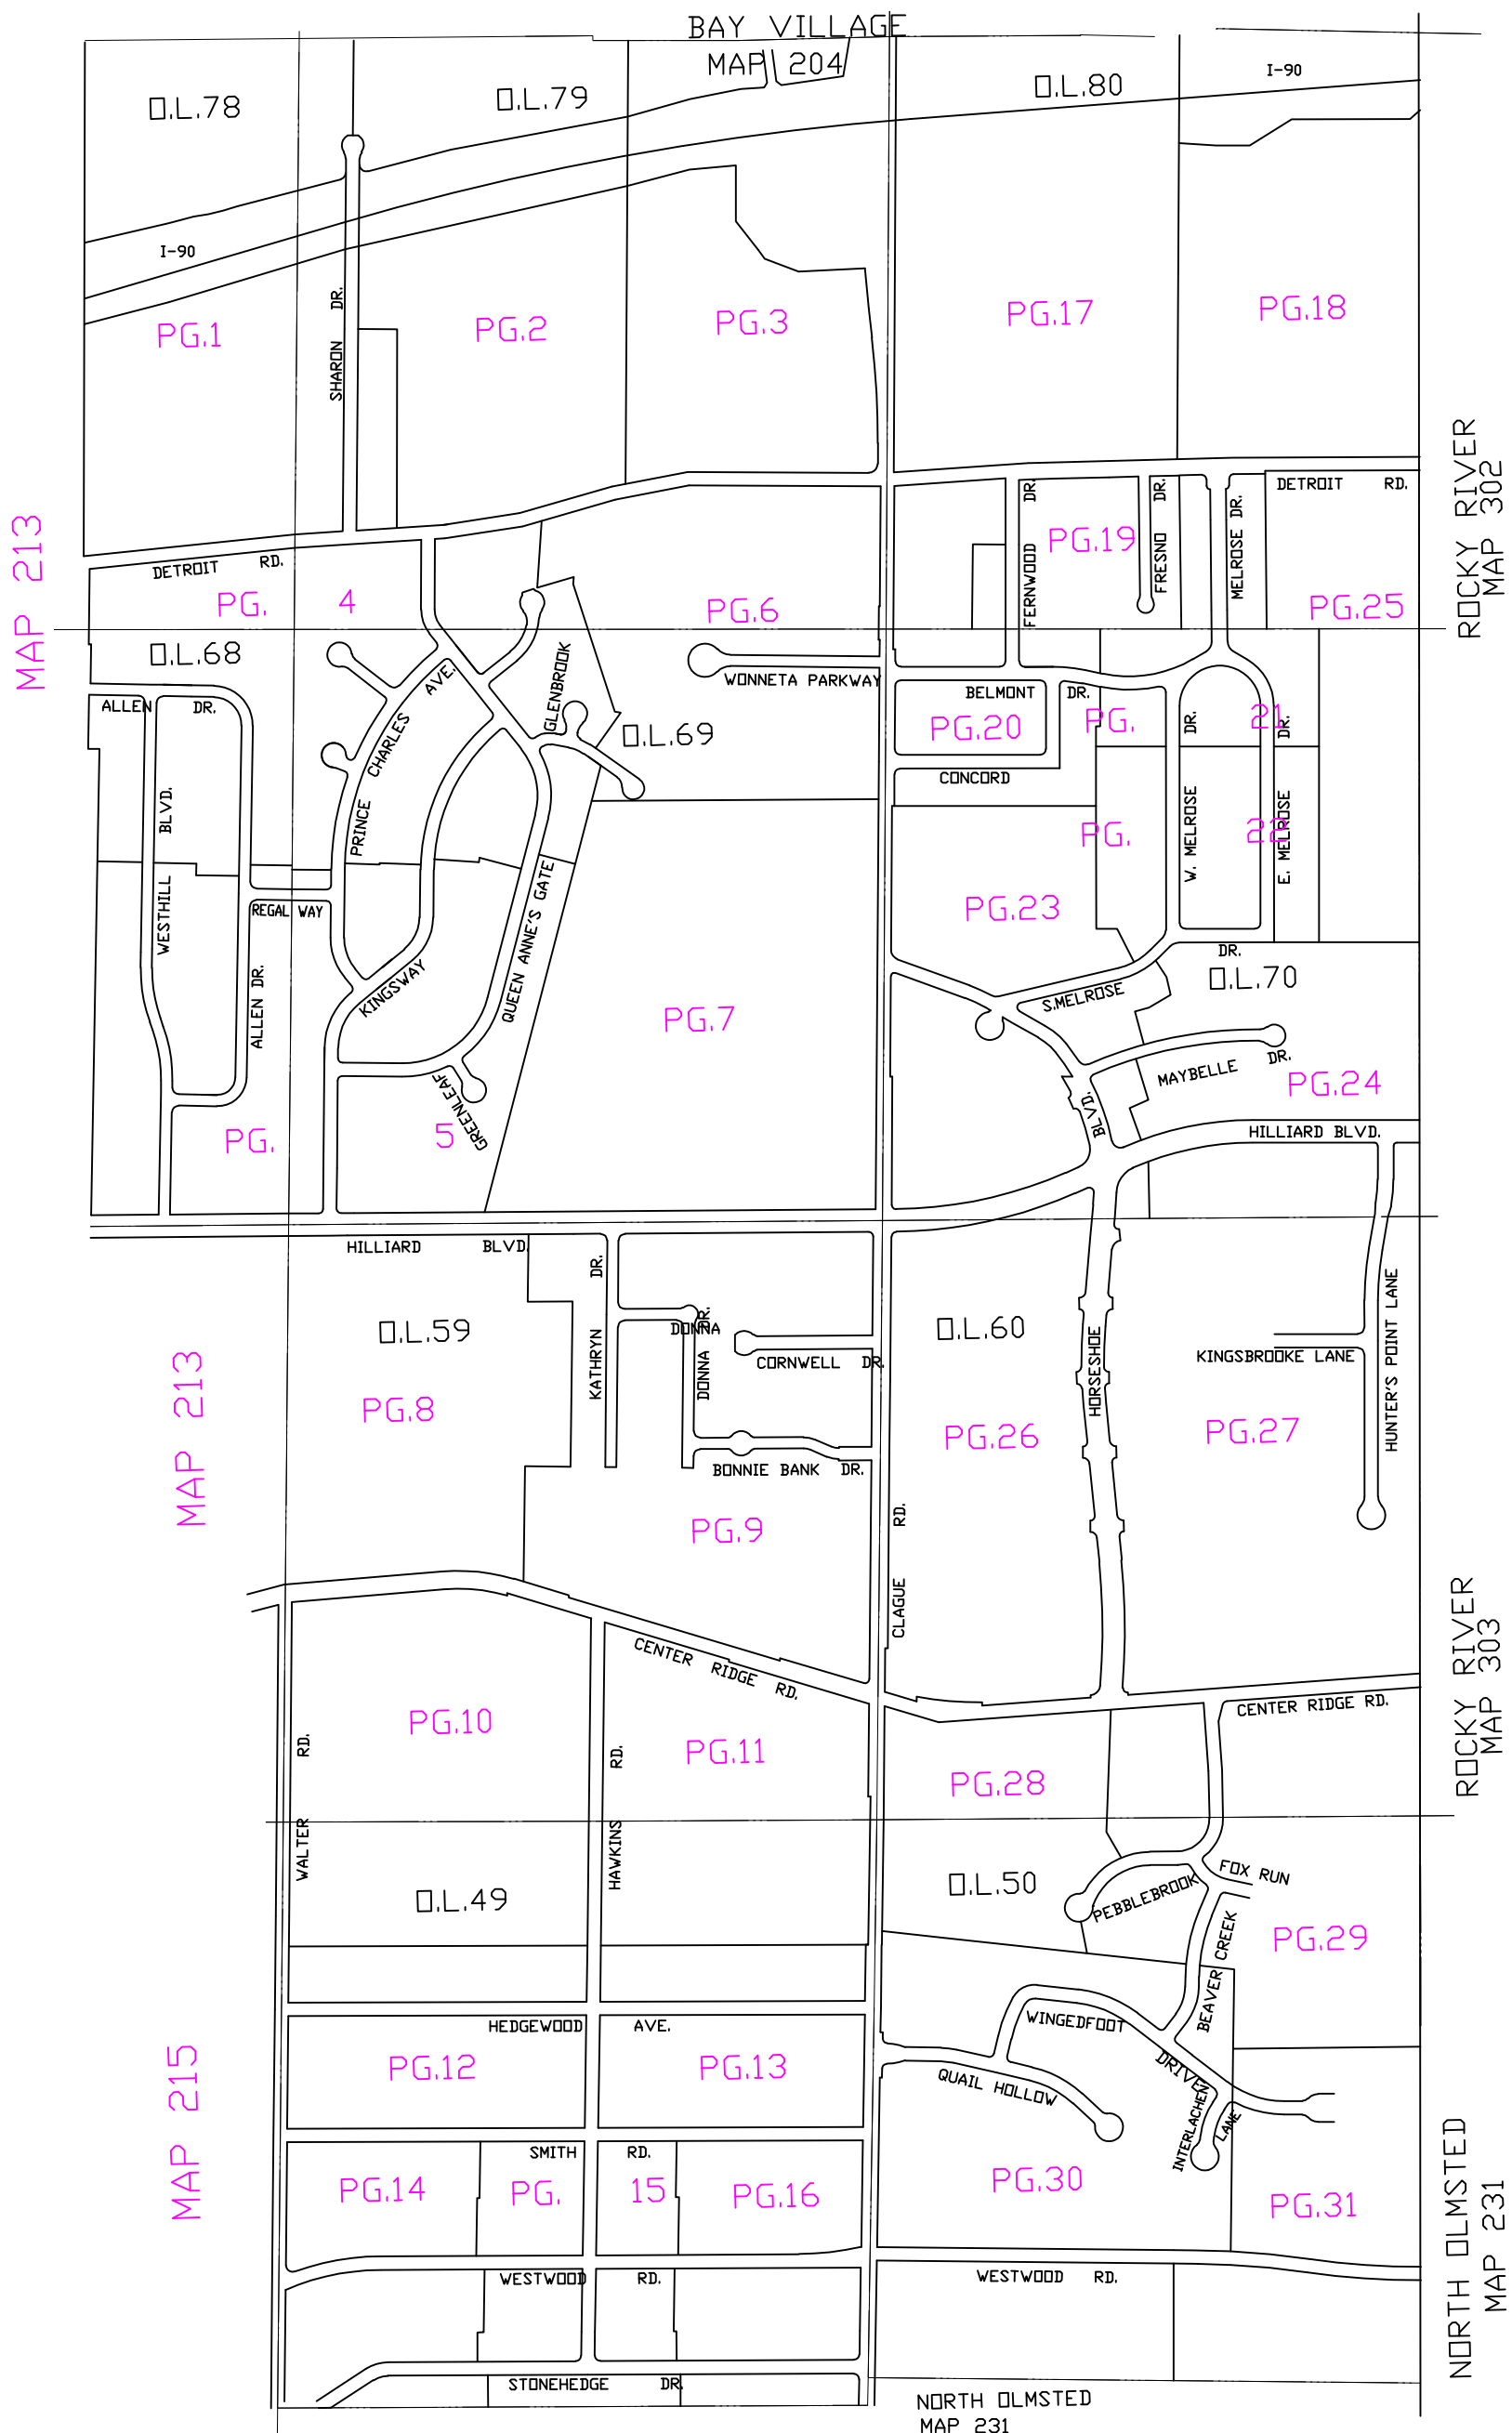 BAY VILLAGE
MAP 204
O.L.78
O.L.79
O.L.80
I-90
I-90
PG.1
SHARON DR.
PG.2
PG.3
PG.17
PG.18
ROCKY RIVER
MAP 302
MAP 213
DETROIT RD.
DETROIT RD.
PG. 4
PG.6
FERNWOOD DR.
PG.19
FRESNO DR.
MELROSE DR.
PG.25
O.L.68
GLENBROOK
WONNETA PARKWAY
BELMONT DR.
ALLEN DR.
PRINCE CHARLES AVE.
O.L.69
PG.20
PG. 21
CONCORD
W. MELROSE DR.
E. MELROSE DR.
WESTHILL BLVD.
PG. 22
REGAL WAY
QUEEN ANNE'S GATE
PG.23
ALLEN DR.
KINGSWAY
S.MELROSE DR.
O.L.70
PG.7
MAYBELLE DR.
PG.24
GREENLEAF
PG. 5
BLVD.
HILLIARD BLVD.
HILLIARD BLVD.
KATHRYN DR.
O.L.59
DONNA
DONNA DR.
CORNWELL DR.
O.L.60
HORSESHOE
KINGSBROOKE LANE
HUNTER'S POINT LANE
MAP 213
PG.8
PG.26
PG.27
BONNIE BANK DR.
PG.9
CLAGUE RD.
ROCKY RIVER
MAP 303
CENTER RIDGE RD.
CENTER RIDGE RD.
PG.10
WALTER RD.
HAWKINS RD.
PG.11
PG.28
O.L.49
O.L.50
FOX RUN
PEBBLEBROOK
BEAVER CREEK
PG.29
HEDGEWOOD AVE.
WINGEDFOOT DRIVE
MAP 215
PG.12
PG.13
QUAIL HOLLOW
INTERLACHEN LANE
SMITH RD.
PG.14
PG. 15
PG.16
PG.30
PG.31
NORTH OLMSTED
MAP 231
WESTWOOD RD.
WESTWOOD RD.
STONEHEDGE DR.
NORTH OLMSTED
MAP 231